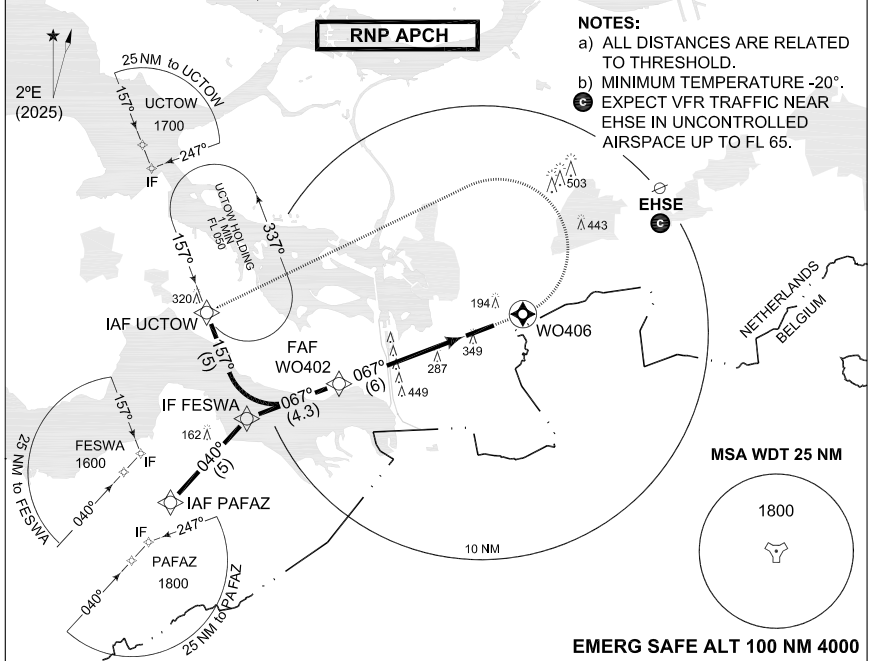 RNP APCH
NOTES:
a) ALL DISTANCES ARE RELATED
TO THRESHOLD.
b) MINIMUM TEMPERATURE -20°.
c EXPECT VFR TRAFFIC NEAR
EHSE IN UNCONTROLLED
AIRSPACE UP TO FL 65.
2°E
(2025)
25 NM to UCTOW
157°
UCTOW
1700
247°
IF
UCTOW HOLDING
1 MIN
FL 050
337°
157°
503
EHSE
c
443
320
IAF UCTOW
194
WO406
NETHERLANDS
BELGIUM
157°
(5)
FAF
WO402
349
287
067°
(6)
449
067°
(4.3)
IF FESWA
162
040°
(5)
IAF PAFAZ
157°
FESWA
1600
IF
040°
25 NM to FESWA
IF
247°
PAFAZ
1800
040°
25 NM to PAFAZ
10 NM
MSA WDT 25 NM
1800
EMERG SAFE ALT 100 NM 4000